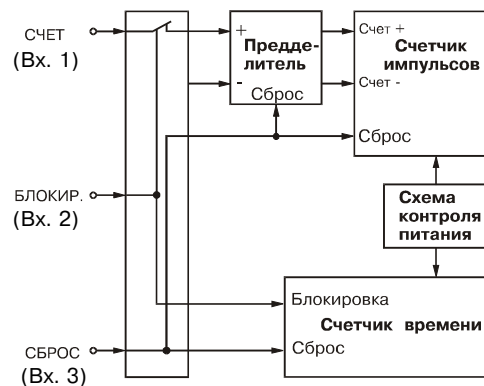 СЧЕТ
(Вх. 1)
БЛОКИР.
(Вх. 2)
СБРОС
(Вх. 3)
+
-
Предде-
литель
Сброс
Счет +
Счет -
Сброс
Счетчик
импульсов
Схема
контроля
питания
Блокировка
Счетчик времени
Сброс